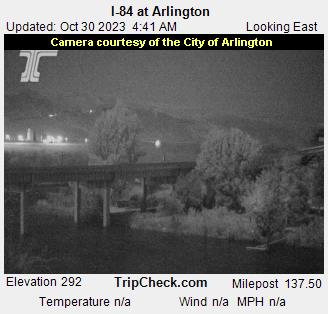 I-84 at Arlington
Updated: Oct 30 2023 4:41 AM Looking East
Camera courtesy of the City of Arlington
Elevation 292 TripCheck.com Milepost 137.50
Temperature n/a Wind n/a MPH n/a